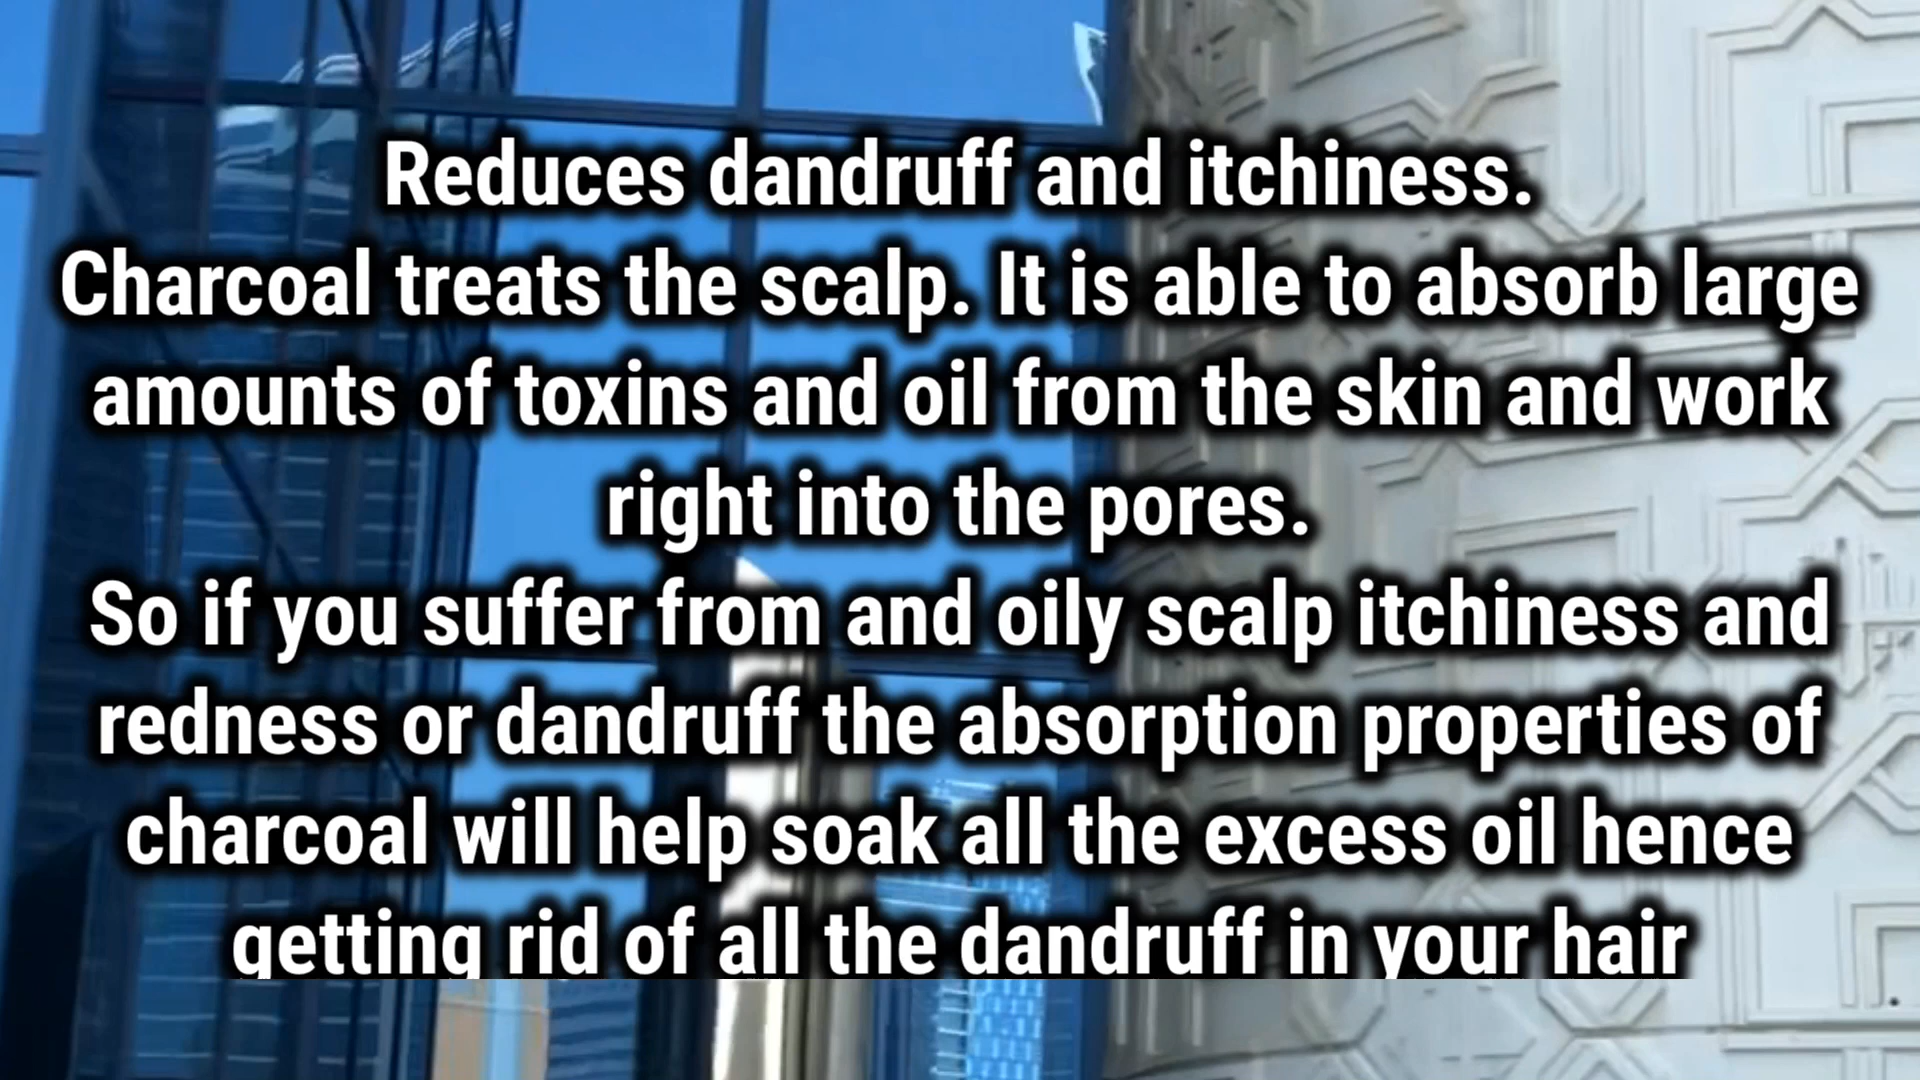 Reduces dandruff and itchiness.
Charcoal treats the scalp. It is able to absorb large
amounts of toxins and oil from the skin and work
right into the pores.
So if you suffer from and oily scalp itchiness and
redness or dandruff the absorption properties of
charcoal will help soak all the excess oil hence
getting rid of all the dandruff in your hair